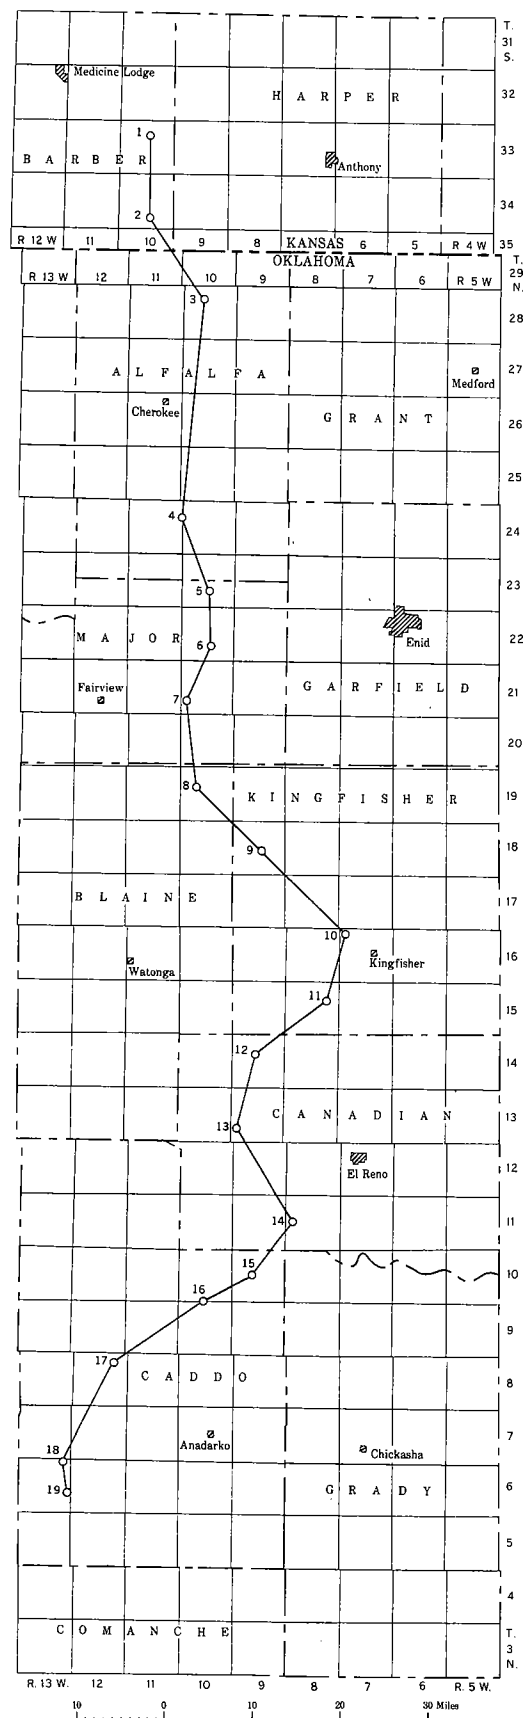 T.
31
S.
Medicine Lodge
H A R P E R
32
1
B A R B E R
33
Anthony
2
34
R 12 W 11 10 9 8 KANSAS 6 5 R 4 W 35
OKLAHOMA
T.
R 13 W 12 11 10 9 8 7 6 R 5 W 29
N.
3
28
A L F A L F A
27
Medford
Cherokee
G R A N T
26
25
4
24
5
23
M A J O R
6
Enid
22
Fairview
G A R F I E L D
21
7
20
8
K I N G F I S H E R
19
9
18
B L A I N E
17
10
16
Watonga
Kingfisher
11
15
12
14
13
C A N A D I A N
13
12
El Reno
14
11
15
10
16
9
17
C A D D O
8
7
Anadarko
Chickasha
18
19
G R A D Y
6
5
4
C O M A N C H E
T.
3
N.
R. 13 W. 12 11 10 9 8 7 6 R. 5 W.
10 0 10 20 30 Miles